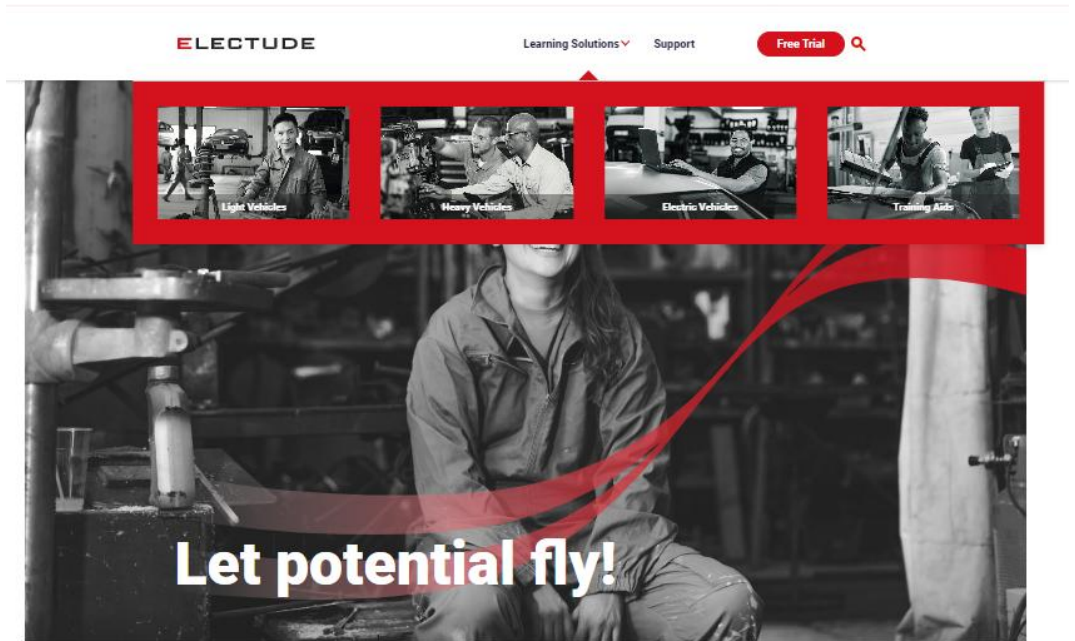 ELECTUDE
Learning Solutions Support Free Trial
Light Vehicles Heavy Vehicles Electric Vehicles Training Aids
Let potential fly!